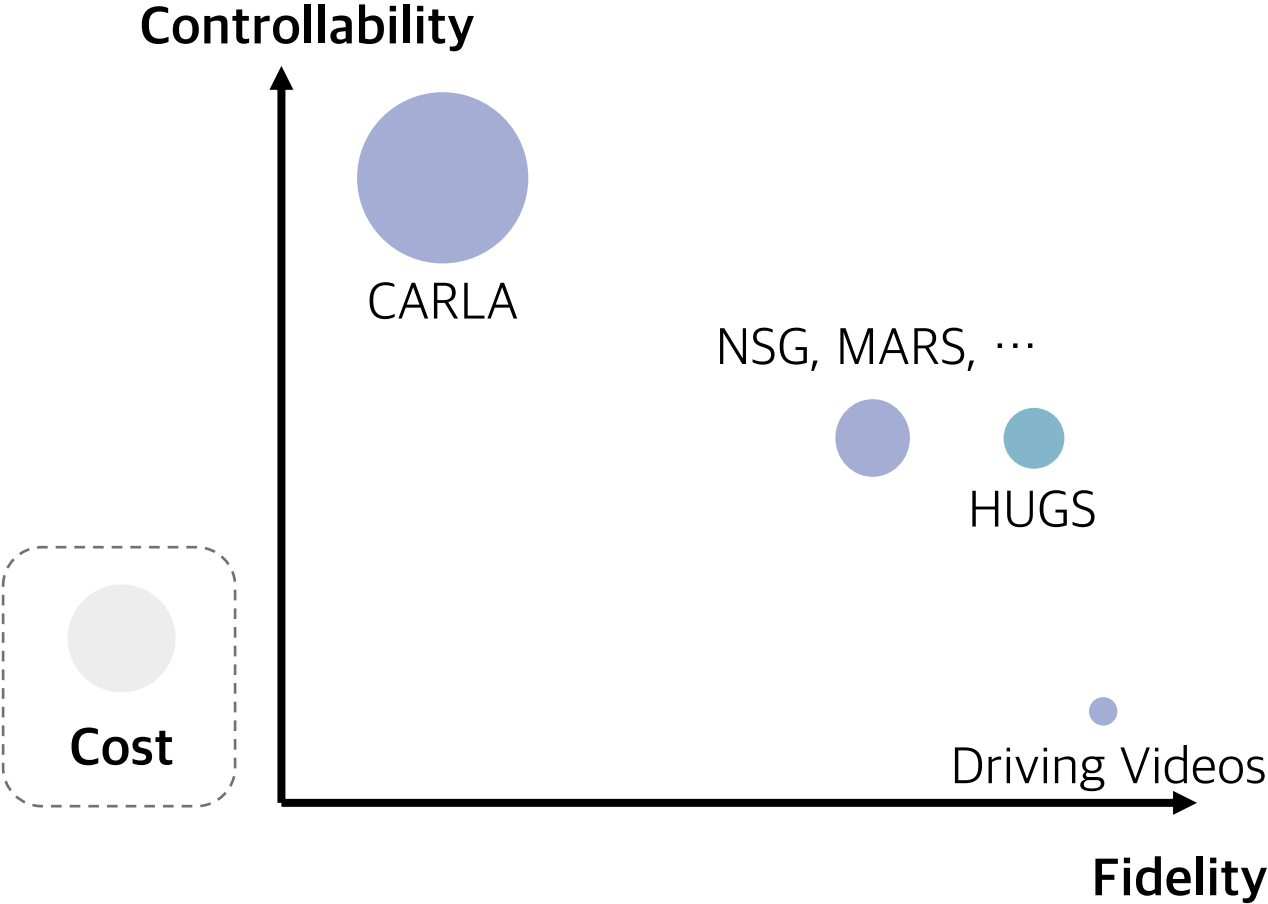 Controllability
CARLA
NSG, MARS, ⋯
HUGS
Cost
Driving Videos
Fidelity